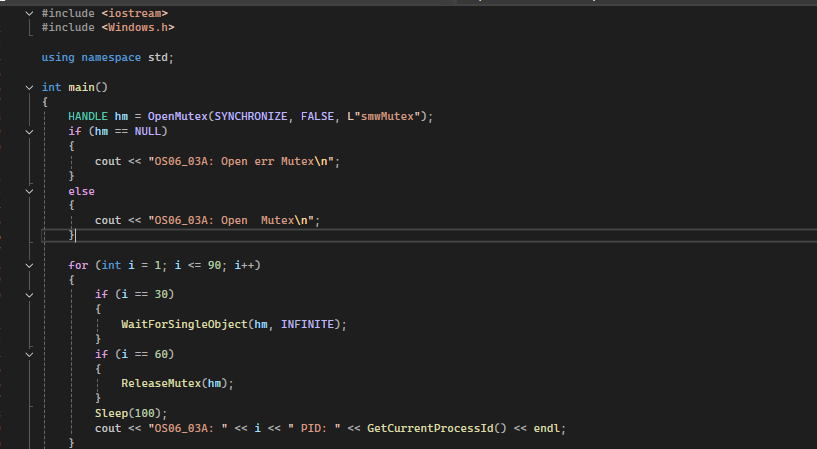 #include <iostream>
#include <Windows.h>
using namespace std;
int main()
{
HANDLE hm = OpenMutex(SYNCHRONIZE, FALSE, L"smwMutex");
if (hm == NULL)
{
cout << "OS06_03A: Open err Mutex\n";
}
else
{
cout << "OS06_03A: Open  Mutex\n";
}
for (int i = 1; i <= 90; i++)
{
if (i == 30)
{
WaitForSingleObject(hm, INFINITE);
}
if (i == 60)
{
ReleaseMutex(hm);
}
Sleep(100);
cout << "OS06_03A: " << i << " PID: " << GetCurrentProcessId() << endl;
}